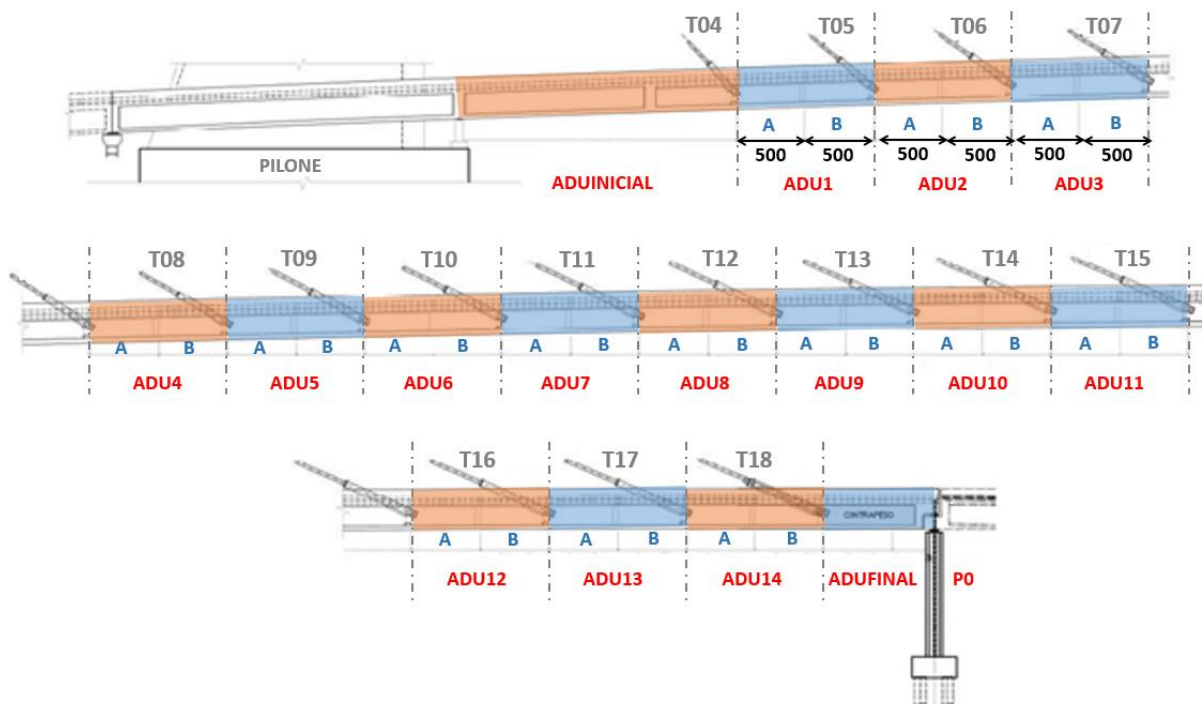 T04 T05 T06 T07
A B A B A B
500 500 500 500 500 500
PILONE
ADUINICIAL ADU1 ADU2 ADU3
T08 T09 T10 T11 T12 T13 T14 T15
A B A B A B A B A B A B A B A B
ADU4 ADU5 ADU6 ADU7 ADU8 ADU9 ADU10 ADU11
T16 T17 T18
CONTRAPESO
A B A B A B
ADU12 ADU13 ADU14 ADUFINAL P0